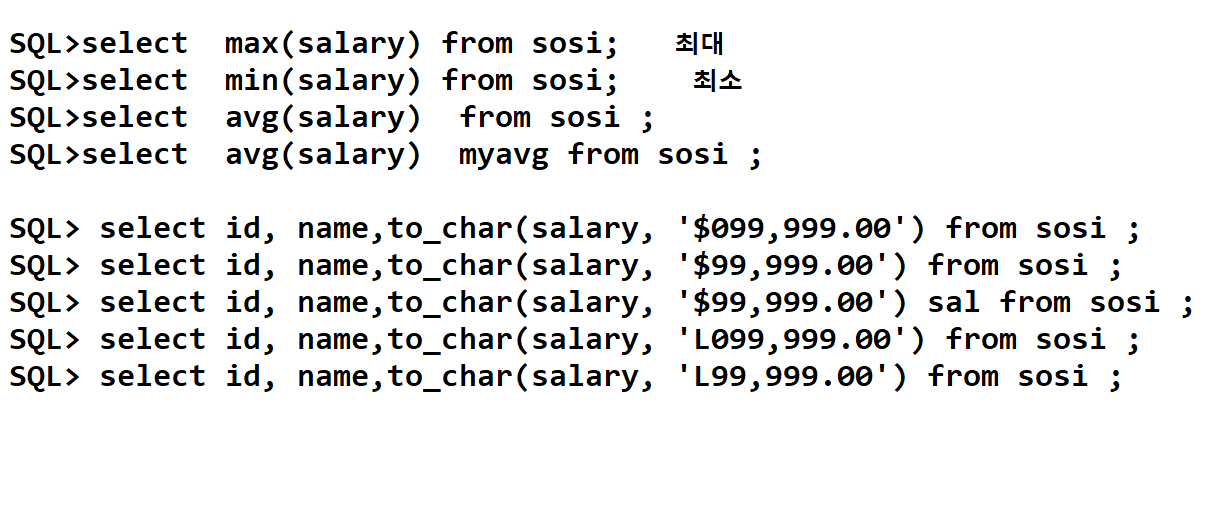 SQL>select  max(salary) from sosi;   최대
SQL>select  min(salary) from sosi;    최소
SQL>select  avg(salary)  from sosi ;
SQL>select  avg(salary)  myavg from sosi ;
SQL> select id, name,to_char(salary, '$099,999.00') from sosi ;
SQL> select id, name,to_char(salary, '$99,999.00') from sosi ;
SQL> select id, name,to_char(salary, '$99,999.00') sal from sosi ;
SQL> select id, name,to_char(salary, 'L099,999.00') from sosi ;
SQL> select id, name,to_char(salary, 'L99,999.00') from sosi ;